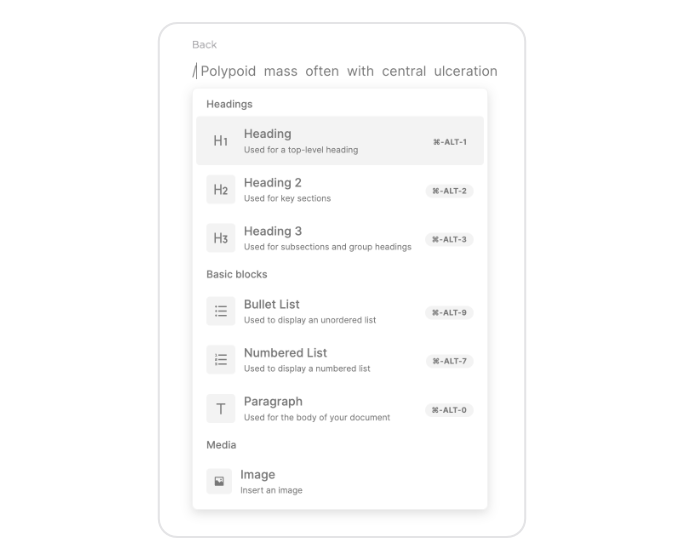 Back
/Polypoid mass often with central ulceration
Headings
H1 Heading ⌘-ALT-1
Used for a top-level heading
H2 Heading 2 ⌘-ALT-2
Used for key sections
H3 Heading 3 ⌘-ALT-3
Used for subsections and group headings
Basic blocks
Bullet List ⌘-ALT-9
Used to display an unordered list
Numbered List ⌘-ALT-7
Used to display a numbered list
T Paragraph ⌘-ALT-0
Used for the body of your document
Media
Image
Insert an image